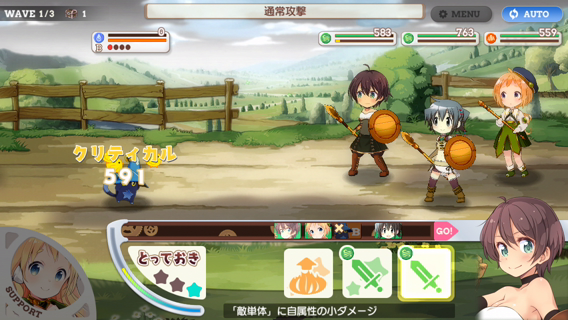 WAVE 1/3 1
通常攻撃
MENU
AUTO
0
583
763
559
クリティカル
591
GO!
とっておき
SUPPORT
「敵単体」に自属性の小ダメージ